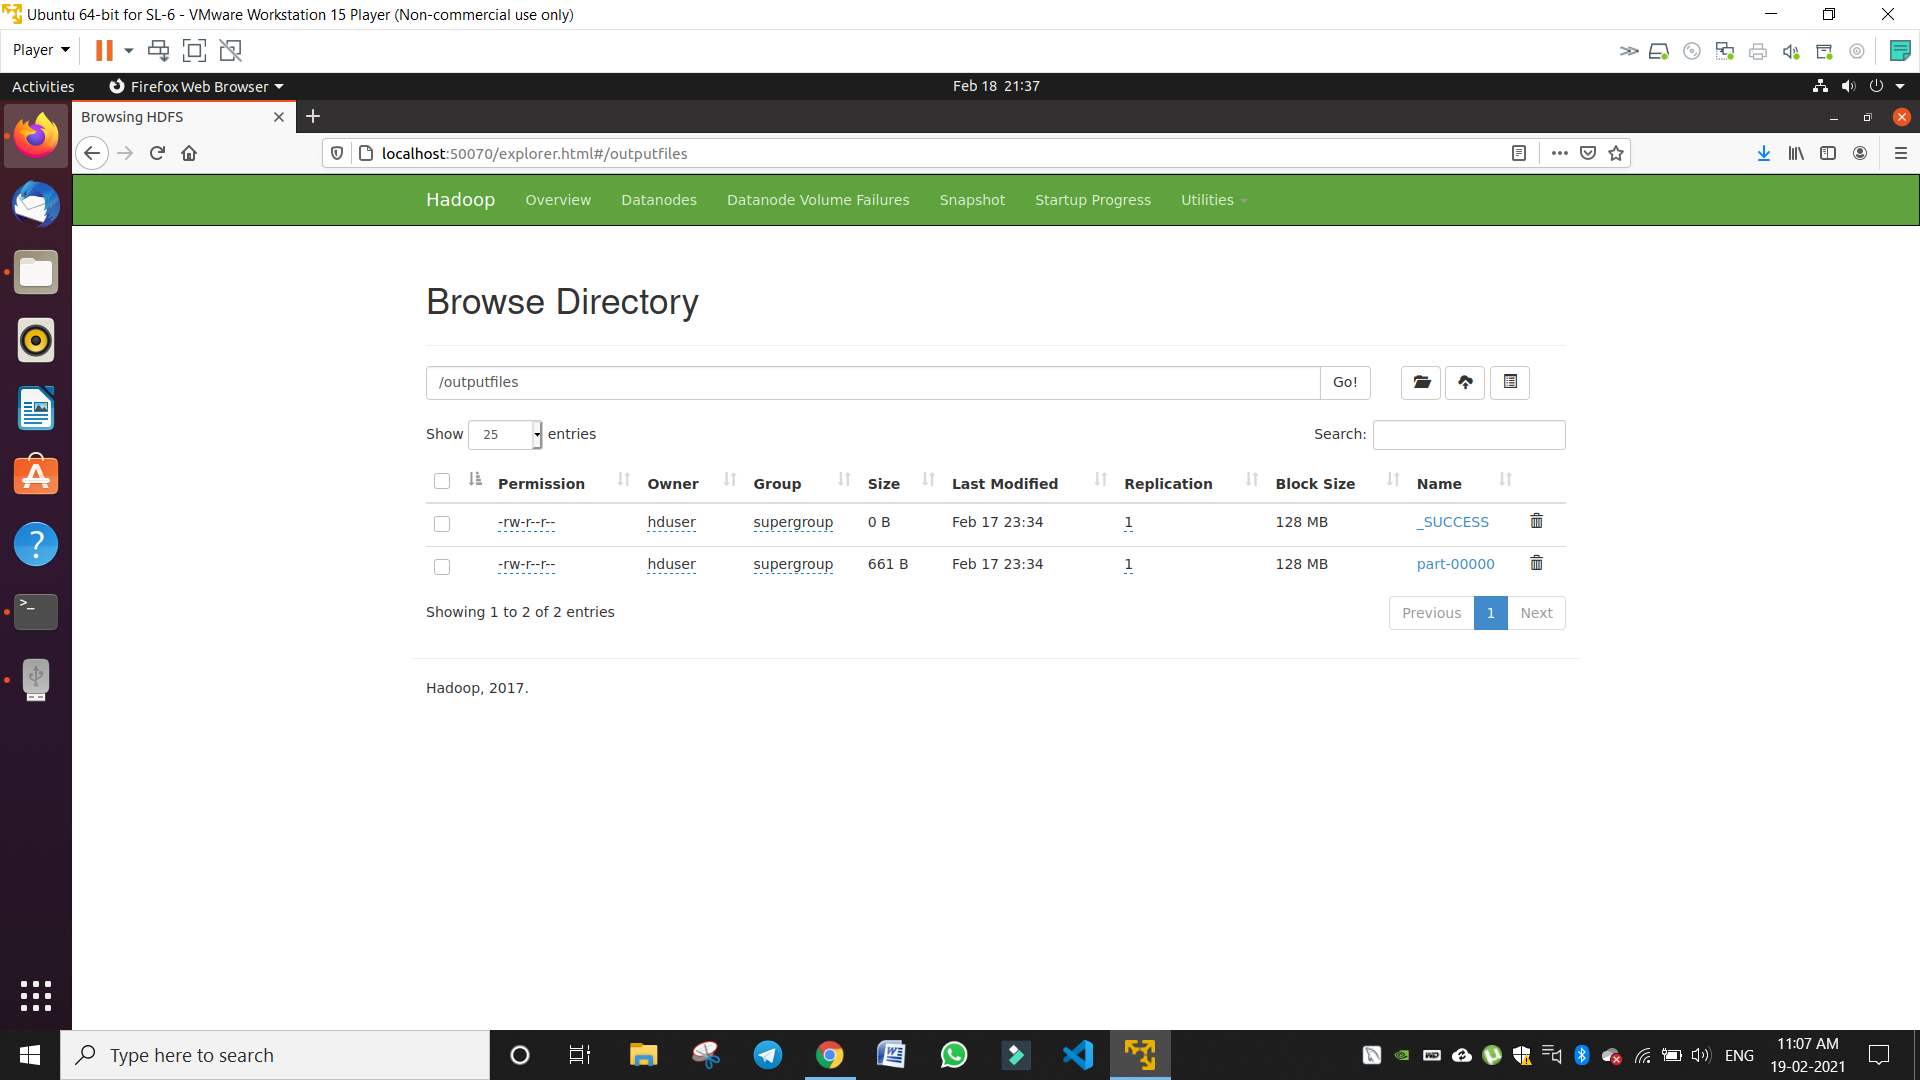 Ubuntu 64-bit for SL-6 - VMware Workstation 15 Player (Non-commercial use only)
Player
Activities
Firefox Web Browser
Feb 18 21:37
Browsing HDFS
localhost:50070/explorer.html#/outputfiles
Hadoop Overview Datanodes Datanode Volume Failures Snapshot Startup Progress Utilities
Browse Directory
/outputfiles Go!
Show 25 entries Search:
Permission Owner Group Size Last Modified Replication Block Size Name
-rw-r--r-- hduser supergroup 0 B Feb 17 23:34 1 128 MB _SUCCESS
-rw-r--r-- hduser supergroup 661 B Feb 17 23:34 1 128 MB part-00000
Showing 1 to 2 of 2 entries Previous 1 Next
Hadoop, 2017.
Type here to search
ENG
11:07 AM
19-02-2021